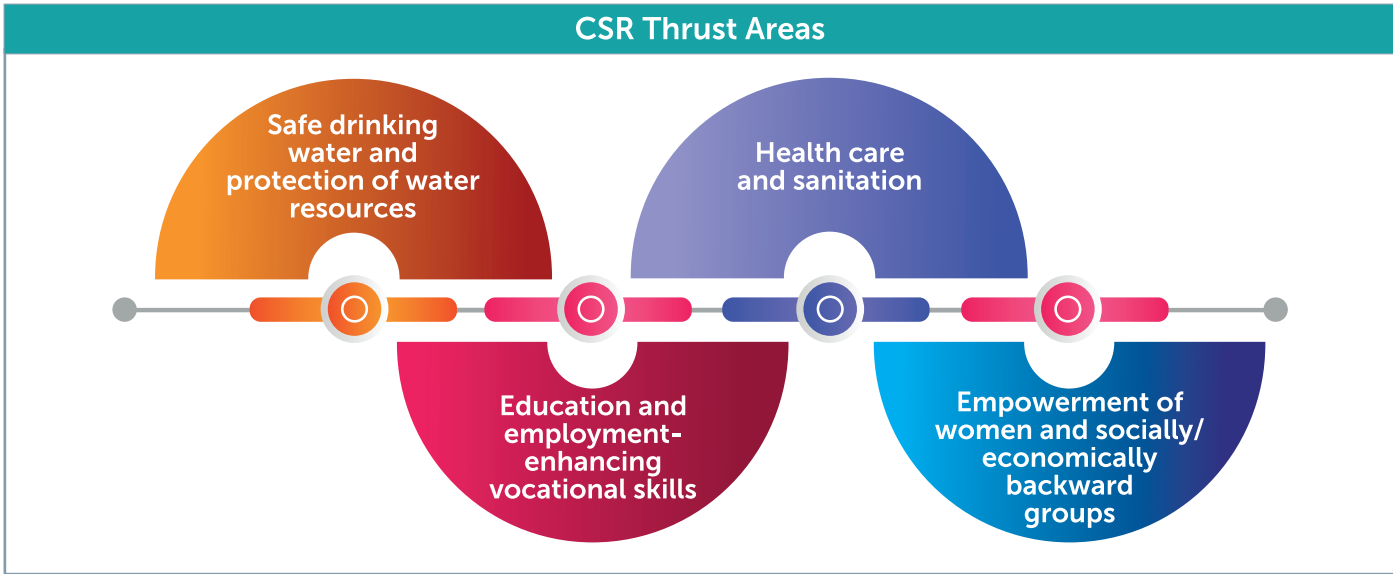 CSR Thrust Areas
Safe drinking
water and
protection of water
resources
Education and
employment-
enhancing
vocational skills
Health care
and sanitation
Empowerment of
women and socially/
economically
backward
groups